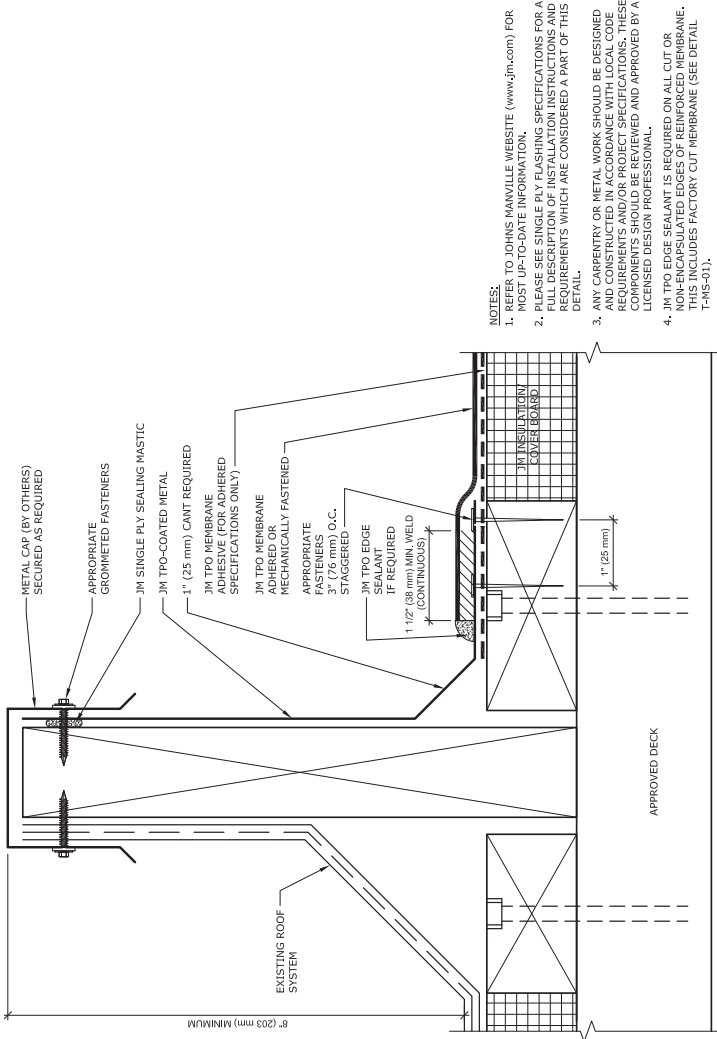 METAL CAP (BY OTHERS)
SECURED AS REQUIRED
APPROPRIATE
GROMMETED FASTENERS
JM SINGLE PLY SEALING MASTIC
JM TPO-COATED METAL
1" (25 mm) CANT REQUIRED
JM TPO MEMBRANE
ADHESIVE (FOR ADHERED
SPECIFICATIONS ONLY)
JM TPO MEMBRANE
ADHERED OR
MECHANICALLY FASTENED
APPROPRIATE
FASTENERS
3" (76 mm) O.C.
STAGGERED
JM TPO EDGE
SEALANT
IF REQUIRED
1 1/2" (38 mm) MIN. WELD
(CONTINUOUS)
JM INSULATION/
COVER BOARD
1" (25 mm)
EXISTING ROOF
SYSTEM
8" (203 mm) MINIMUM
APPROVED DECK
NOTES:
1. REFER TO JOHNS MANVILLE WEBSITE (www.jm.com) FOR
MOST UP-TO-DATE INFORMATION.
2. PLEASE SEE SINGLE PLY FLASHING SPECIFICATIONS FOR A
FULL DESCRIPTION OF INSTALLATION INSTRUCTIONS AND
REQUIREMENTS WHICH ARE CONSIDERED A PART OF THIS
DETAIL.
3. ANY CARPENTRY OR METAL WORK SHOULD BE DESIGNED
AND CONSTRUCTED IN ACCORDANCE WITH LOCAL CODE
REQUIREMENTS AND/OR PROJECT SPECIFICATIONS. THESE
COMPONENTS SHOULD BE REVIEWED AND APPROVED BY A
LICENSED DESIGN PROFESSIONAL.
4. JM TPO EDGE SEALANT IS REQUIRED ON ALL CUT OR
NON-ENCAPSULATED EDGES OF REINFORCED MEMBRANE.
THIS INCLUDES FACTORY CUT MEMBRANE (SEE DETAIL
T-MS-01).